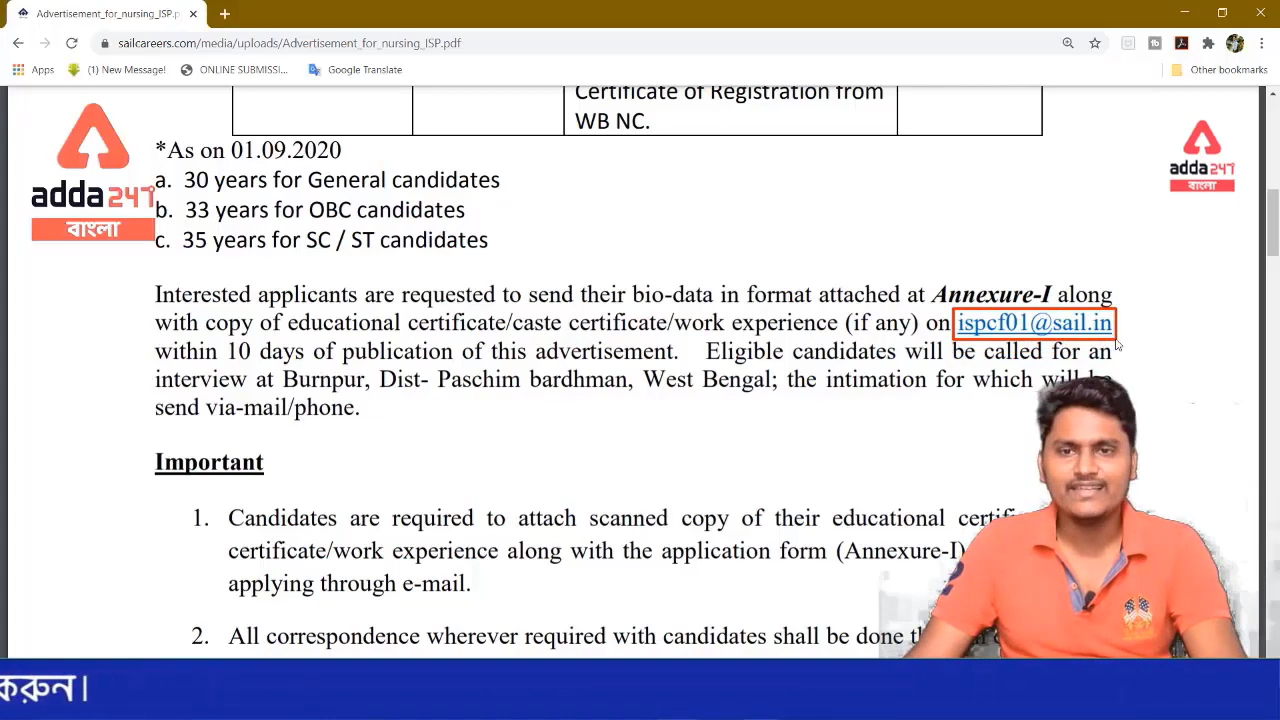 Advertisement_for_nursing_ISP.p
sailcareers.com/media/uploads/Advertisement_for_nursing_ISP.pdf
Apps (1) New Message! ONLINE SUBMISSI... Google Translate Other bookmarks
Certificate of Registration from
WB NC.
*As on 01.09.2020
a. 30 years for General candidates
b. 33 years for OBC candidates
c. 35 years for SC / ST candidates
adda247
বাংলা
adda247
বাংলা
Interested applicants are requested to send their bio-data in format attached at Annexure-I along
with copy of educational certificate/caste certificate/work experience (if any) on ispcf01@sail.in
within 10 days of publication of this advertisement. Eligible candidates will be called for an
interview at Burnpur, Dist- Paschim bardhman, West Bengal; the intimation for which will be
send via-mail/phone.
Important
1. Candidates are required to attach scanned copy of their educational certif
certificate/work experience along with the application form (Annexure-I)
applying through e-mail.
2. All correspondence wherever required with candidates shall be done
করুন।